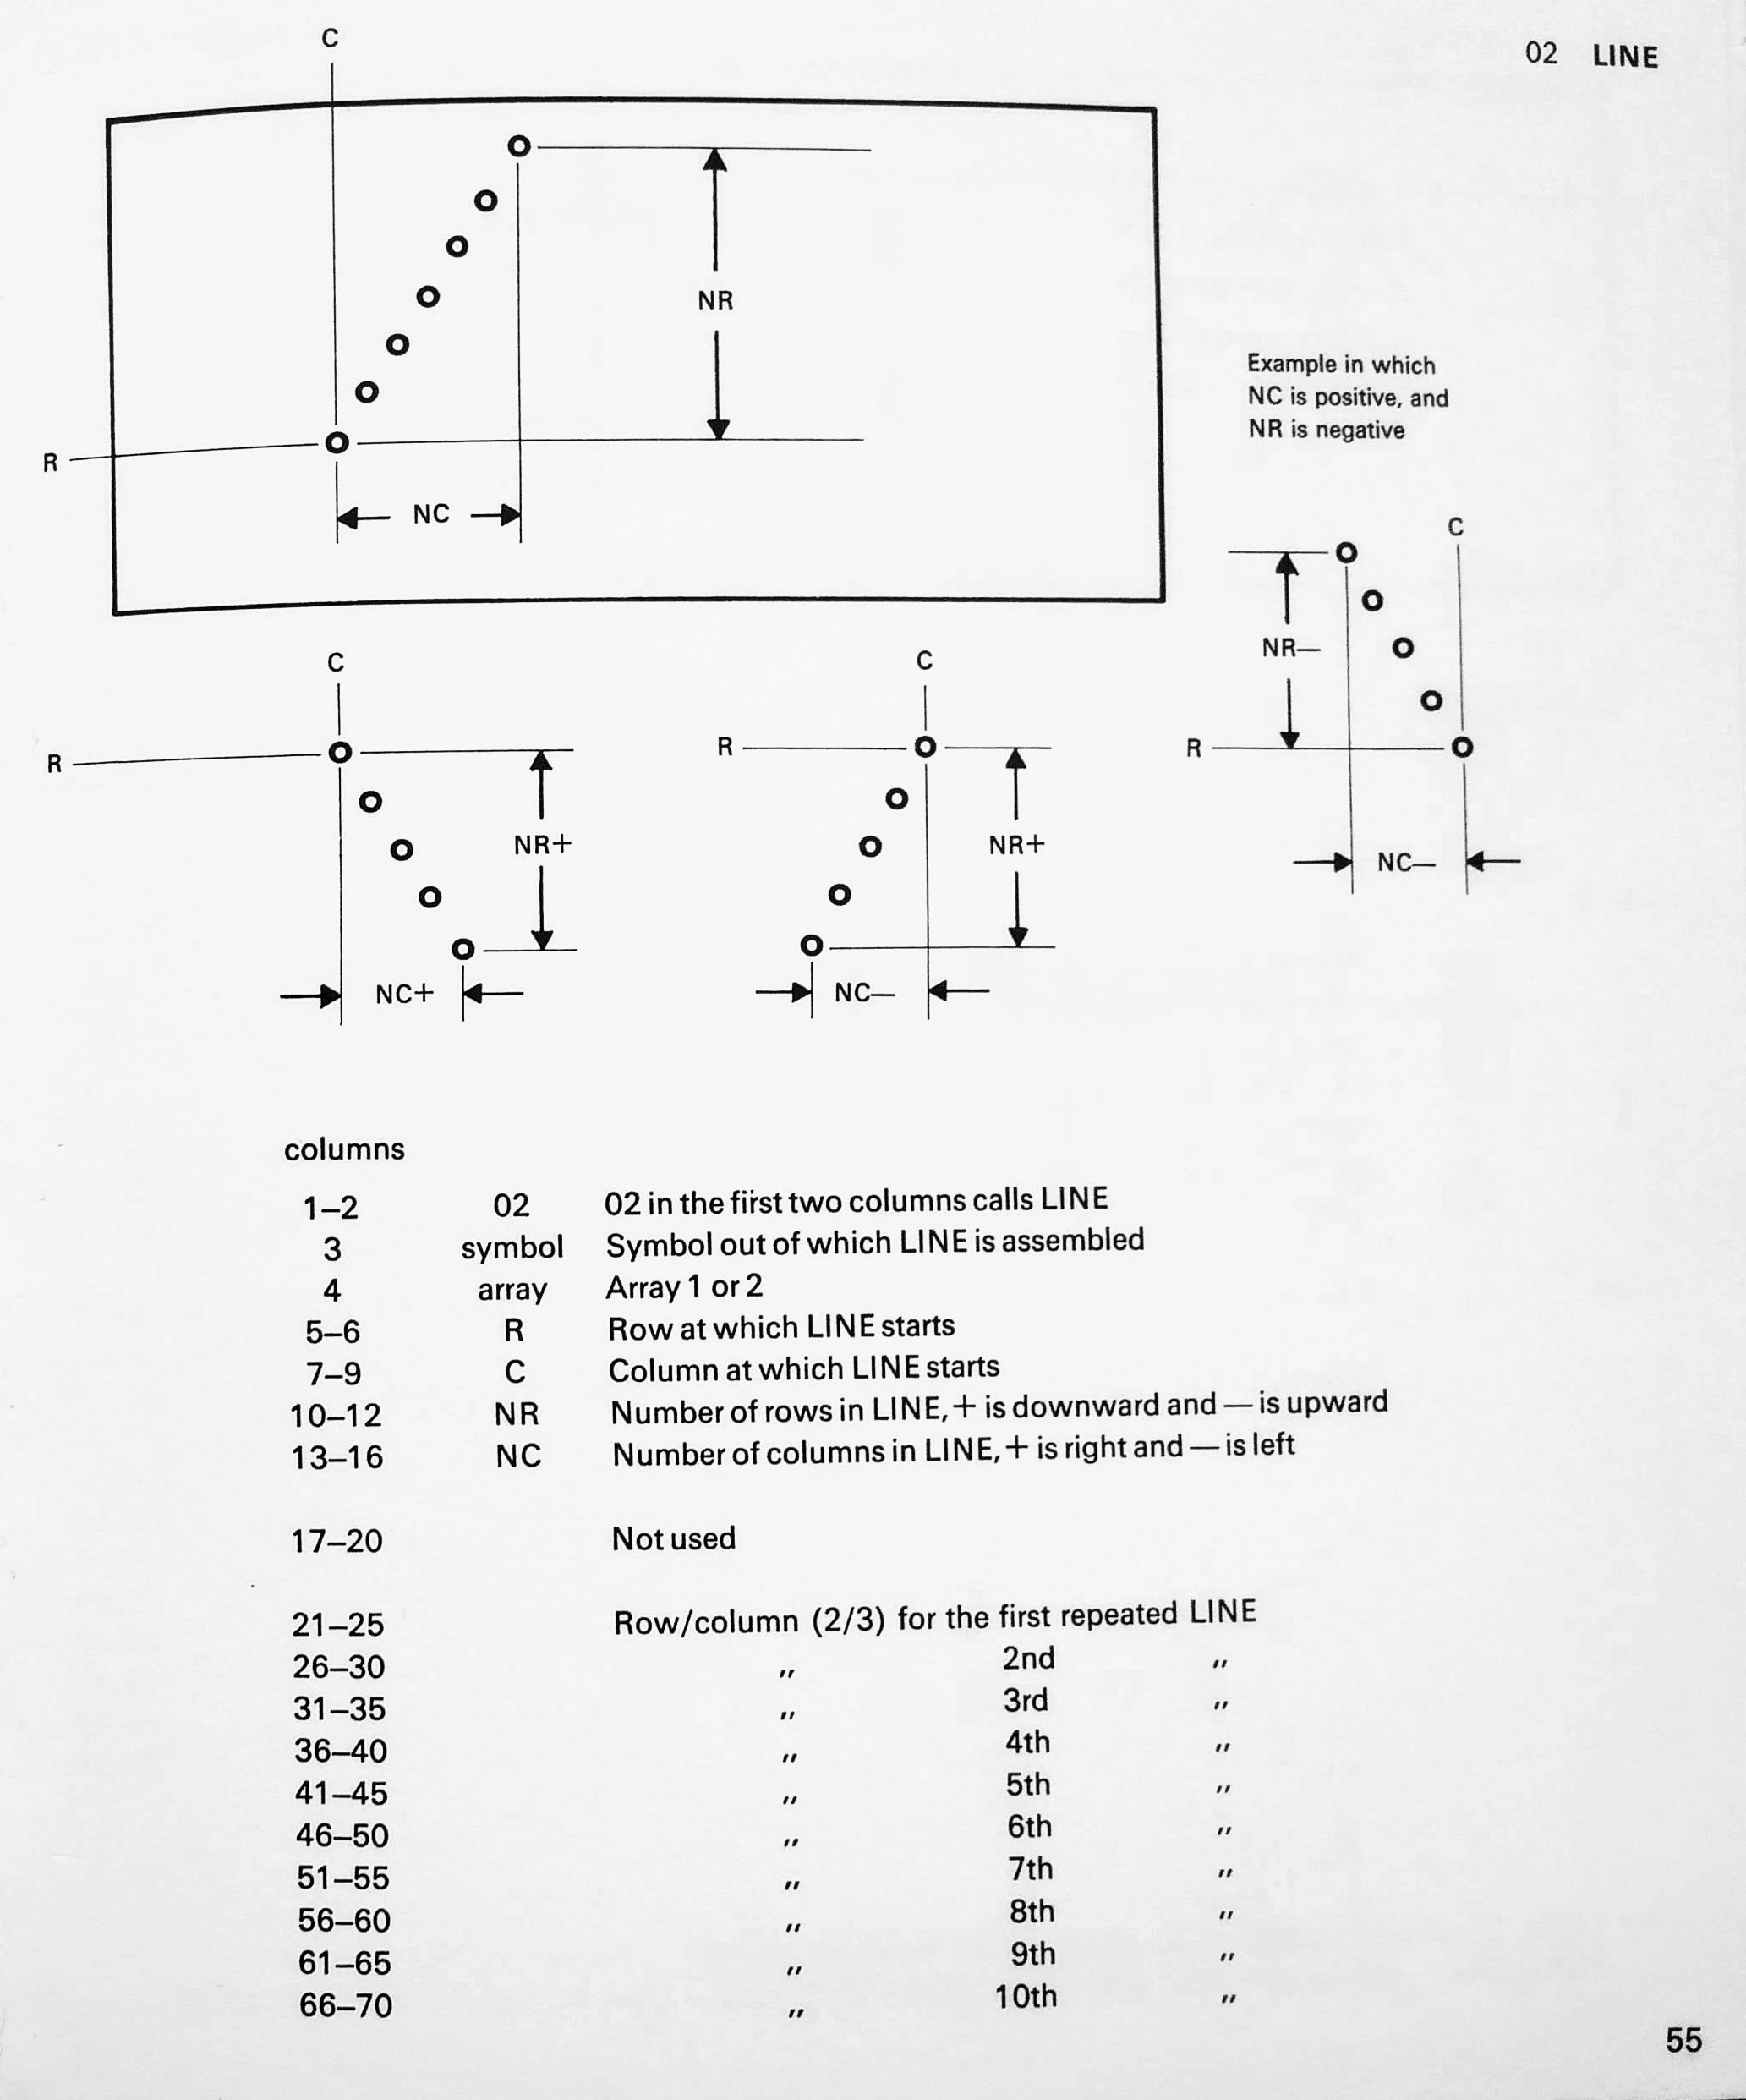 02 LINE
C
NR
R
NC
Example in which
NC is positive, and
NR is negative
C
NR—
R
NC—
C
R
NR+
NC+
C
R
NR+
NC—
columns
1–2 02 02 in the first two columns calls LINE
3 symbol Symbol out of which LINE is assembled
4 array Array 1 or 2
5–6 R Row at which LINE starts
7–9 C Column at which LINE starts
10–12 NR Number of rows in LINE, + is downward and — is upward
13–16 NC Number of columns in LINE, + is right and — is left
17–20 Not used
21–25 Row/column (2/3) for the first repeated LINE
26–30 ,, 2nd ,,
31–35 ,, 3rd ,,
36–40 ,, 4th ,,
41–45 ,, 5th ,,
46–50 ,, 6th ,,
51–55 ,, 7th ,,
56–60 ,, 8th ,,
61–65 ,, 9th ,,
66–70 ,, 10th ,,
55